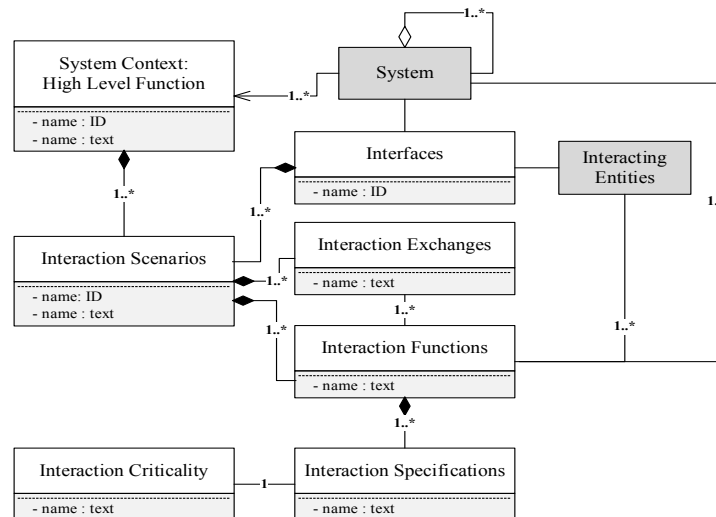 1..*
System Context:
High Level Function
- name : ID
- name : text
System
1..*
Interfaces
- name : ID
Interacting
Entities
1..*
1..*
1..
Interaction Scenarios
- name: ID
- name : text
Interaction Exchanges
- name : text
1..*
1..*
1..*
1..*
Interaction Functions
- name : text
1..*
Interaction Criticality
- name : text
1
Interaction Specifications
- name : text